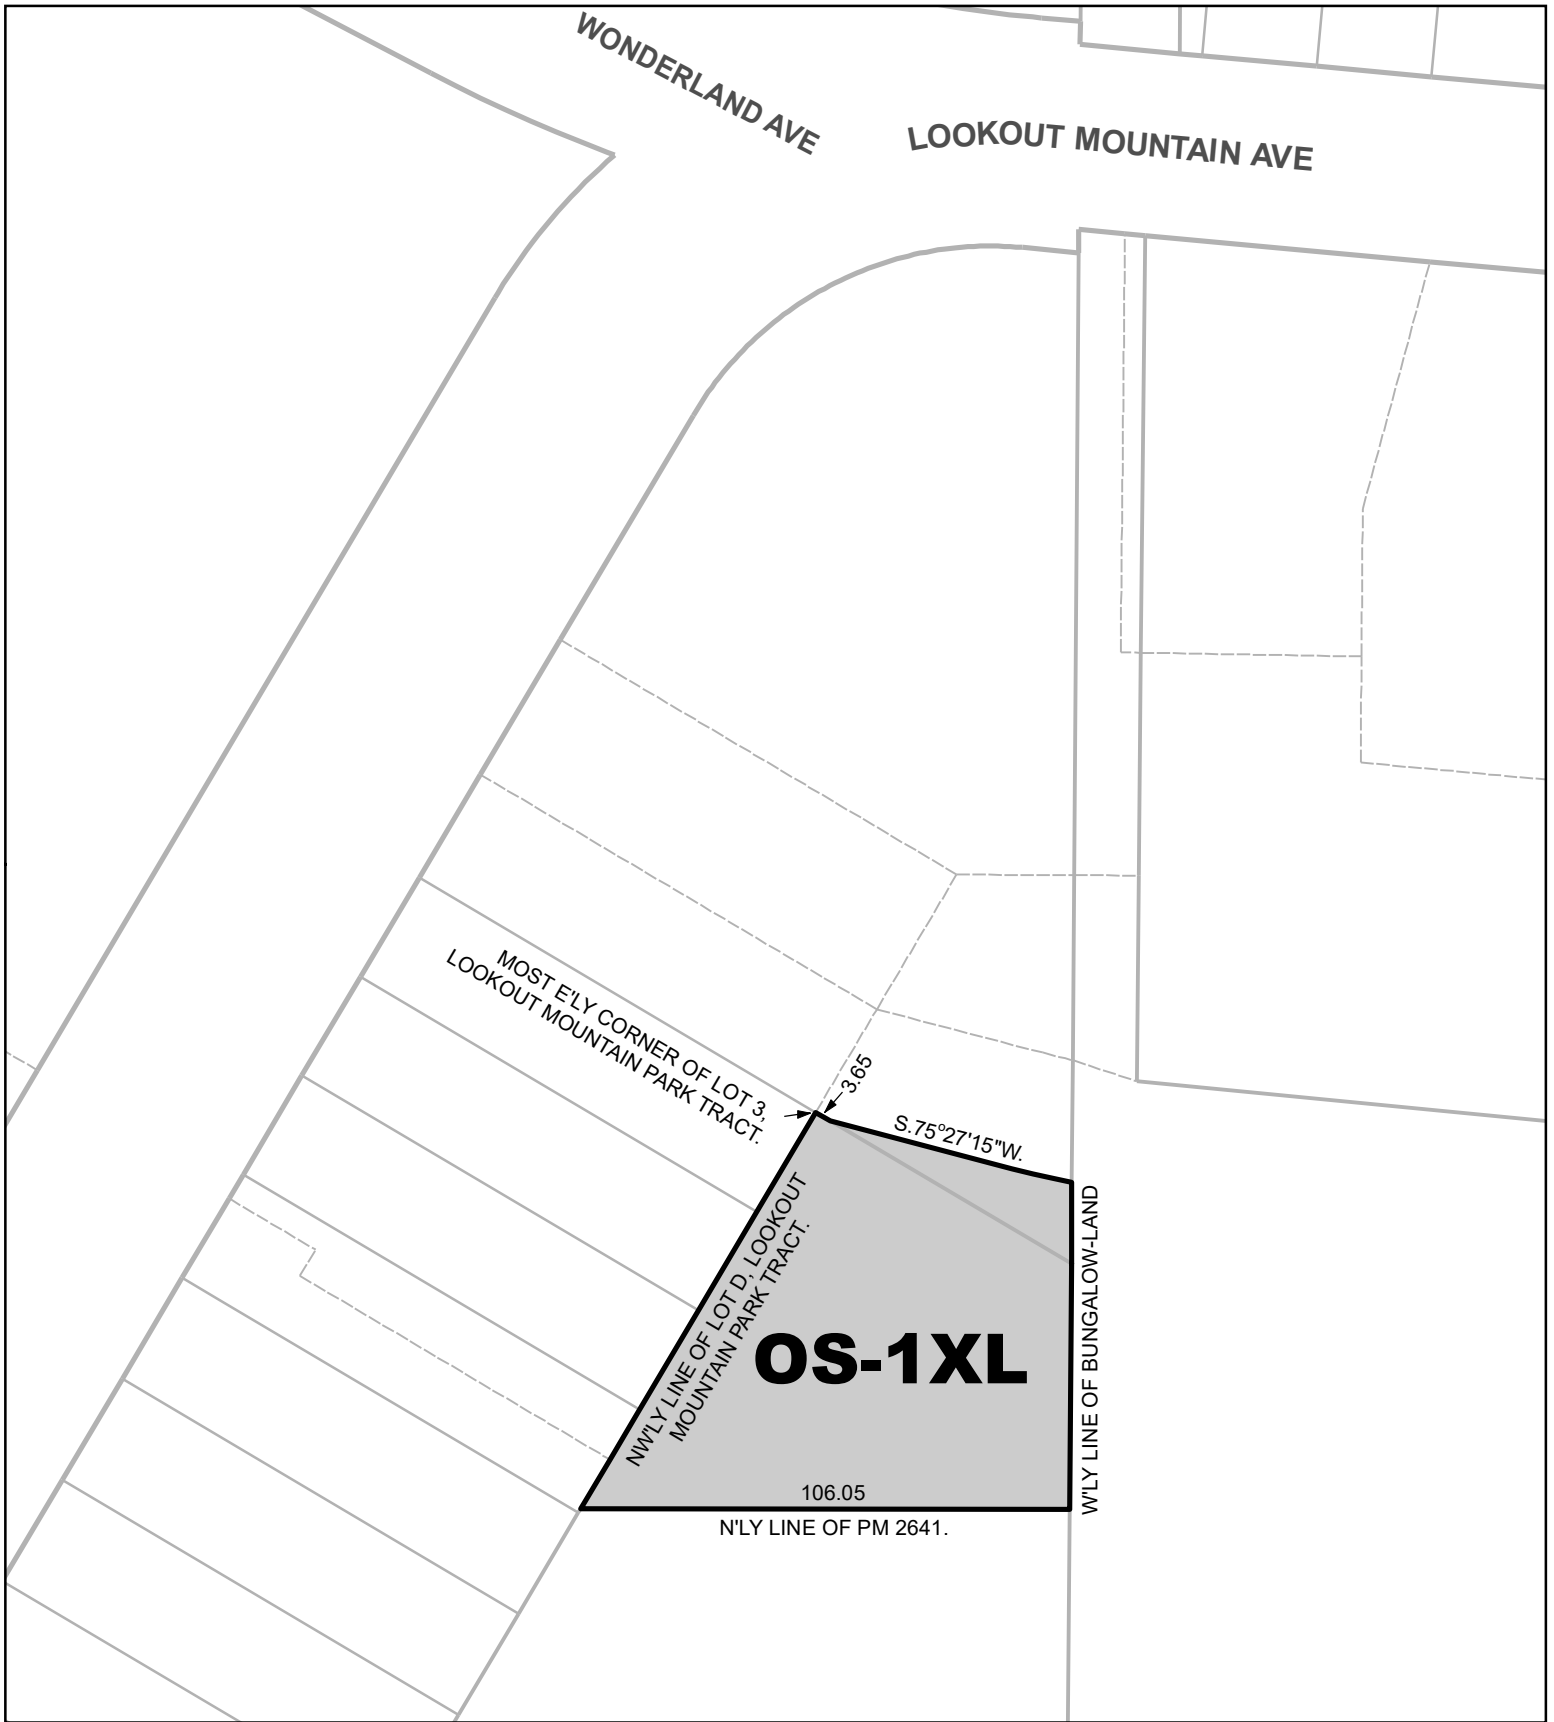 WONDERLAND AVE
LOOKOUT MOUNTAIN AVE
MOST E'LY CORNER OF LOT 3,
LOOKOUT MOUNTAIN PARK TRACT.
3.65
S.75°27'15"W.
NW'LY LINE OF LOT D, LOOKOUT
MOUNTAIN PARK TRACT.
W'LY LINE OF BUNGALOW-LAND
OS-1XL
106.05
N'LY LINE OF PM 2641.